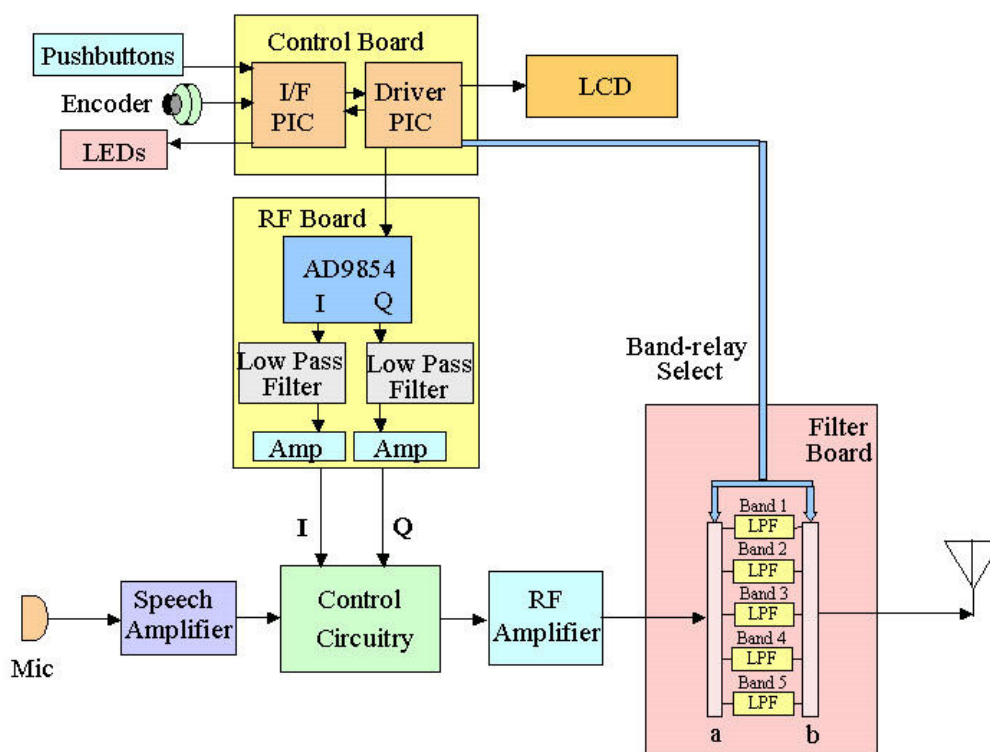 Control Board
Pushbuttons
I/F
PIC
Driver
PIC
LCD
Encoder
LEDs
RF Board
AD9854
I
Q
Low Pass
Filter
Low Pass
Filter
Amp
Amp
Band-relay
Select
Filter
Board
Band 1
LPF
Band 2
LPF
Band 3
LPF
Band 4
LPF
Band 5
LPF
a
b
I
Q
Mic
Speech
Amplifier
Control
Circuitry
RF
Amplifier